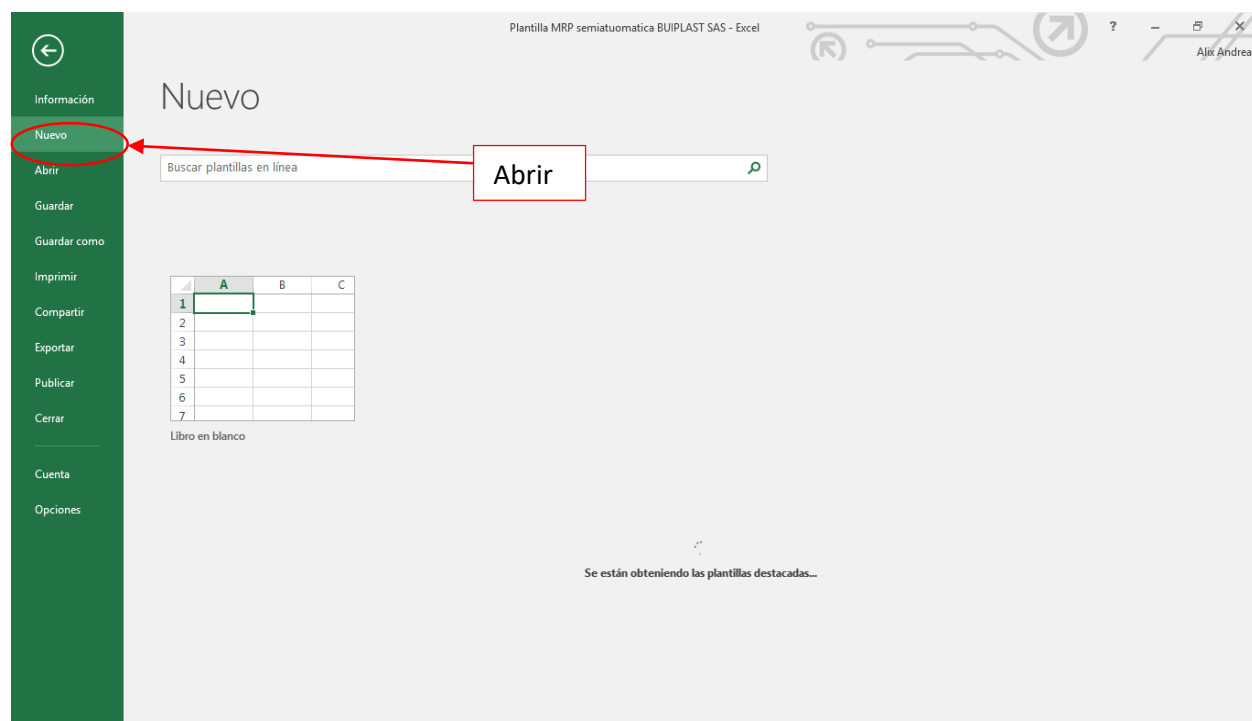 Plantilla MRP semiatuomatica BUIPLAST SAS - Excel
?
Alix Andrea
Información
Nuevo
Abrir
Guardar
Guardar como
Imprimir
Compartir
Exportar
Publicar
Cerrar
Cuenta
Opciones
Nuevo
Buscar plantillas en línea
Abrir
A B C
1
2
3
4
5
6
7
Libro en blanco
Se están obteniendo las plantillas destacadas...